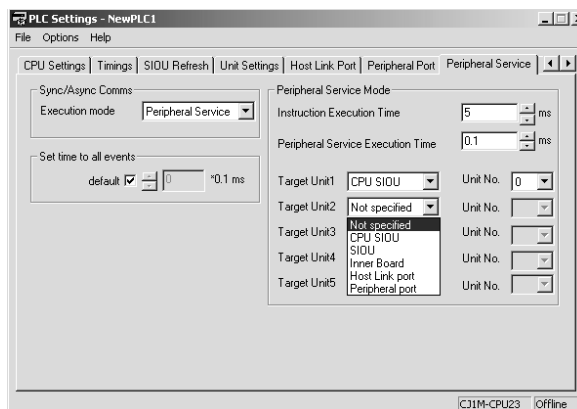 PLC Settings - NewPLC1
File Options Help
CPU Settings Timings SIOU Refresh Unit Settings Host Link Port Peripheral Port Peripheral Service
Sync/Async Comms
Execution mode Peripheral Service
Set time to all events
default 0 *0.1 ms
Peripheral Service Mode
Instruction Execution Time 5 ms
Peripheral Service Execution Time 0.1 ms
Target Unit1 CPU SIOU Unit No. 0
Target Unit2 Not specified Unit No.
Target Unit3 Unit No.
Target Unit4 Unit No.
Target Unit5 Unit No.
Not specified
CPU SIOU
SIOU
Inner Board
Host Link port
Peripheral port
CJ1M-CPU23 Offline